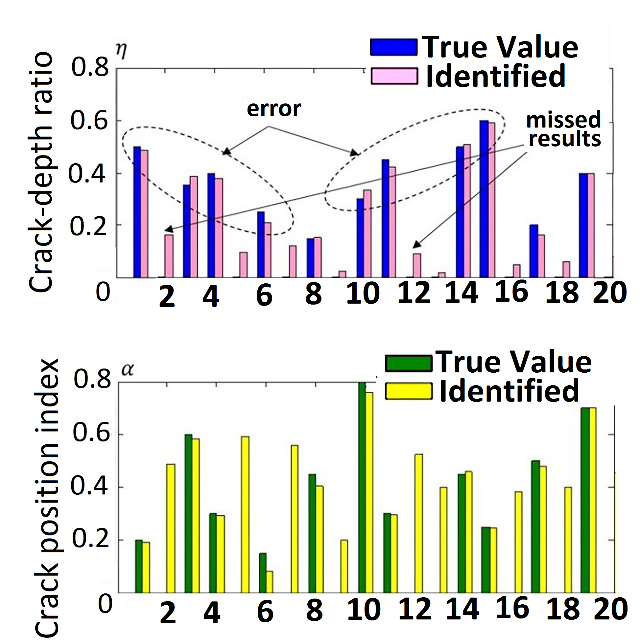 η
True Value
Identified
0.8
0.6
0.4
0.2
0
Crack-depth ratio
error
missed
results
2 4 6 8 10 12 14 16 18 20
α
True Value
Identified
0.8
0.6
0.4
0.2
0
Crack position index
2 4 6 8 10 12 14 16 18 20